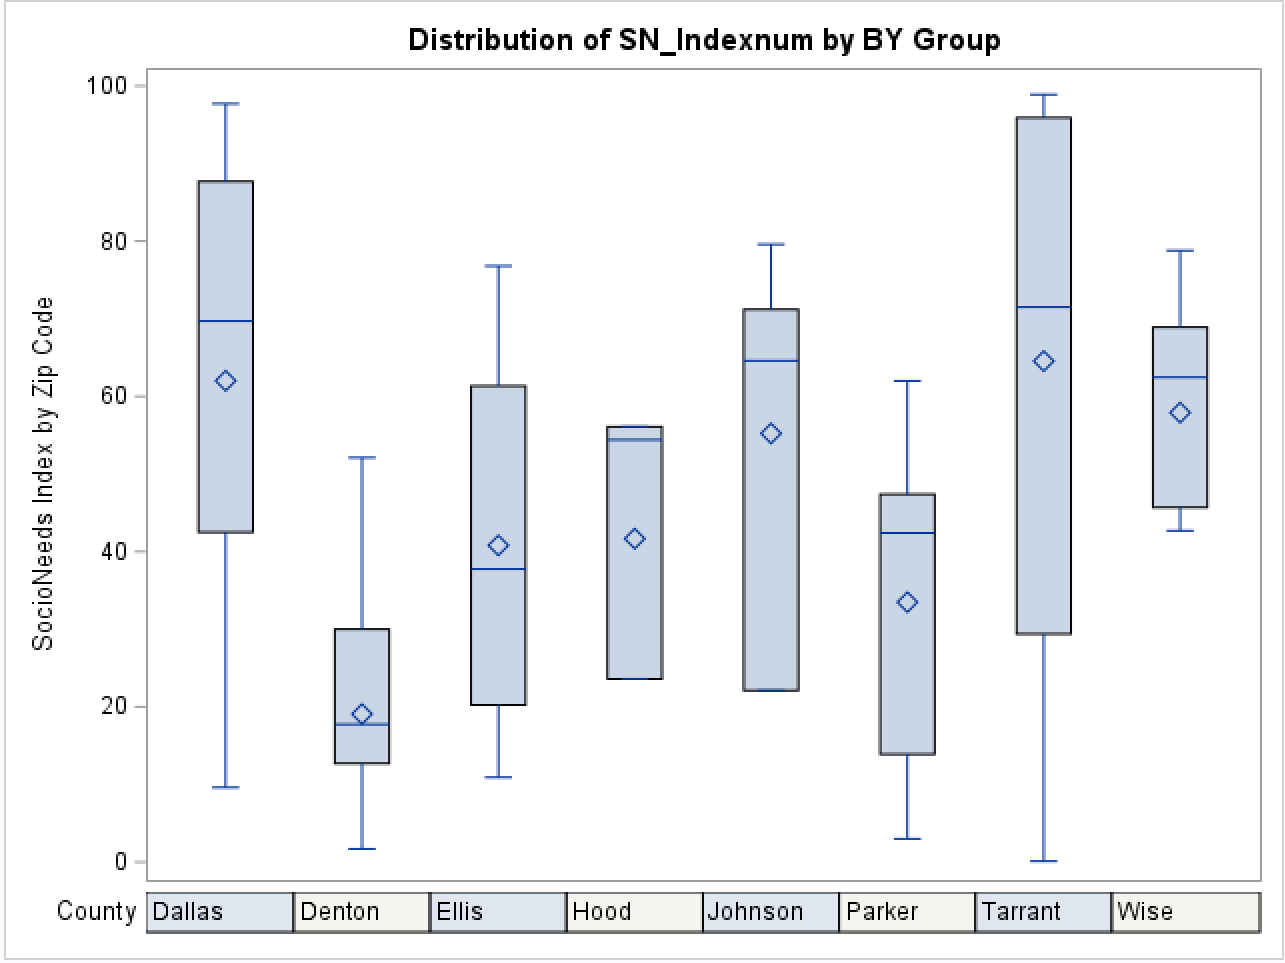 Distribution of SN_Indexnum by BY Group
SocioNeeds Index by Zip Code
100
80
60
40
20
0
County Dallas Denton Ellis Hood Johnson Parker Tarrant Wise